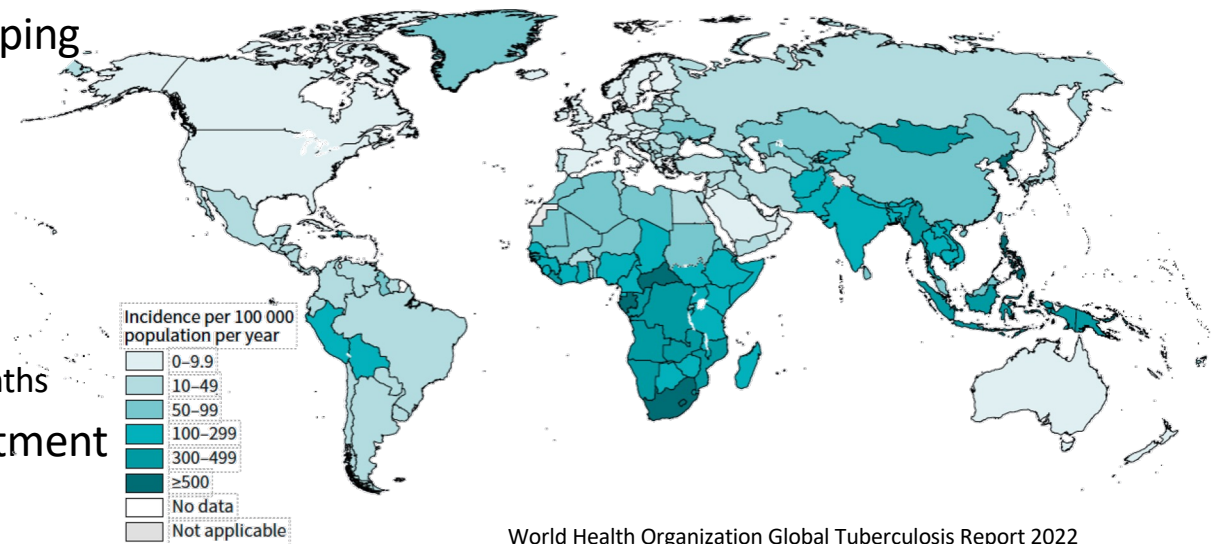 ping
Incidence per 100 000
population per year
0–9.9
10–49
50–99
100–299
300–499
≥500
No data
Not applicable
aths
tment
World Health Organization Global Tuberculosis Report 2022